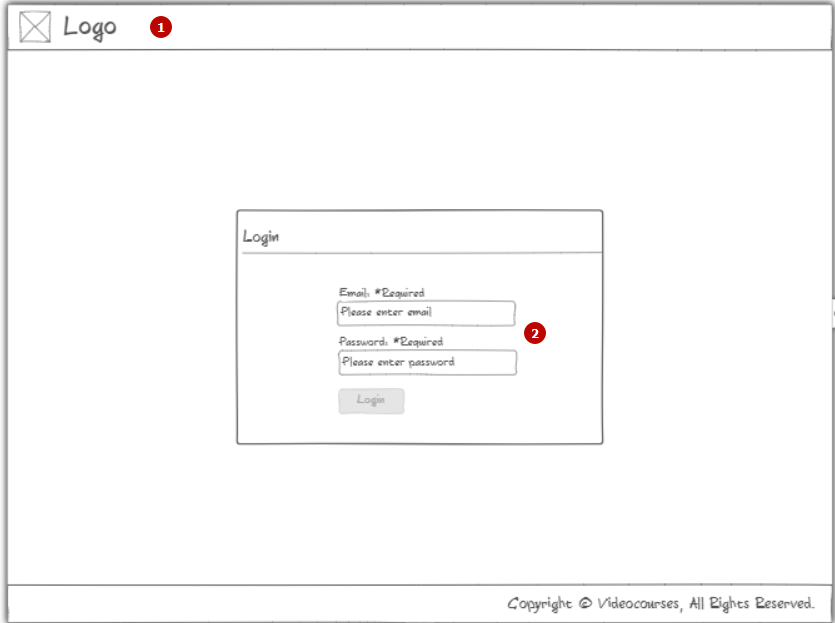 Logo 1
Login
Email: *Required
Please enter email
2
Password: *Required
Please enter password
Login
Copyright © Videocourses, All Rights Reserved.